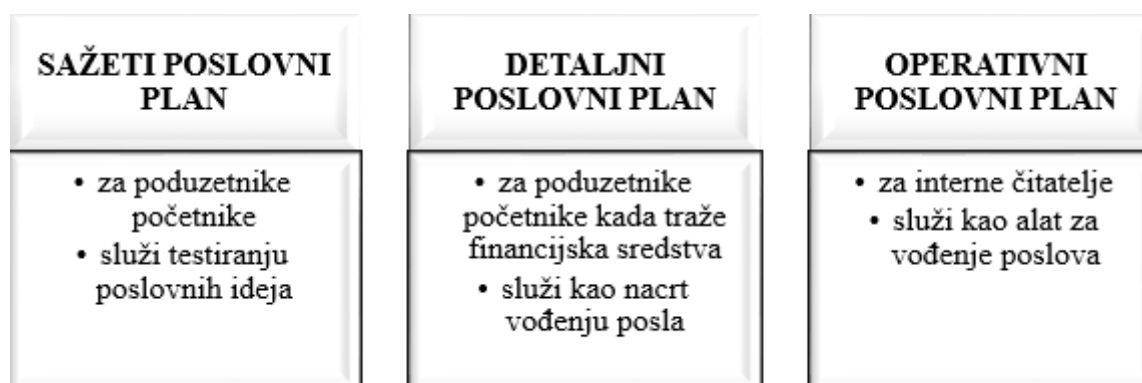 SAŽETI POSLOVNI
PLAN
• za poduzetnike
početnike
• služi testiranju
poslovnih ideja
DETALJNI
POSLOVNI PLAN
• za poduzetnike
početnike kada traže
financijska sredstva
• služi kao nacrt
vođenju posla
OPERATIVNI
POSLOVNI PLAN
• za interne čitatelje
• služi kao alat za
vođenje poslova